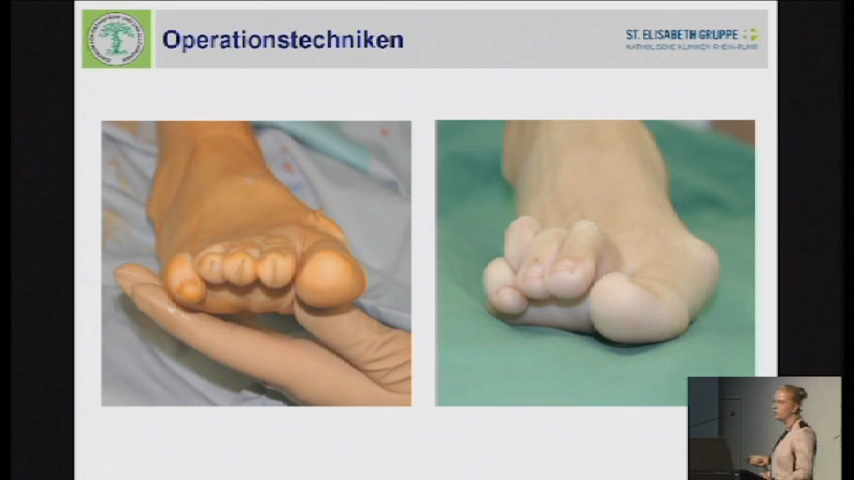 Operationstechniken
ST. ELISABETH GRUPPE
KATHOLISCHE KLINIKEN RHEIN-RUHR